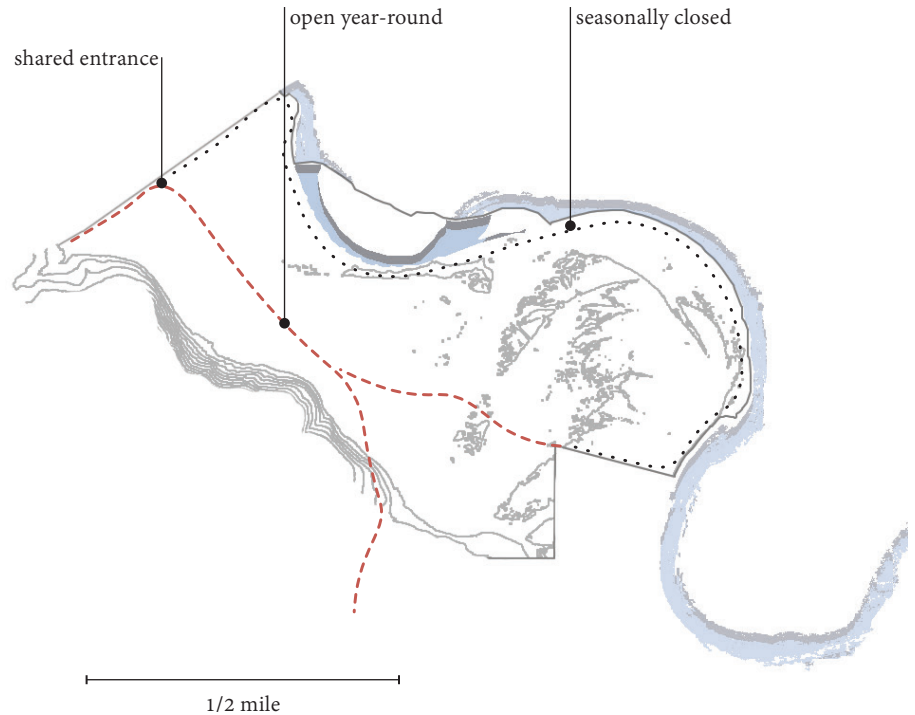 open year-round
seasonally closed
shared entrance
1/2 mile